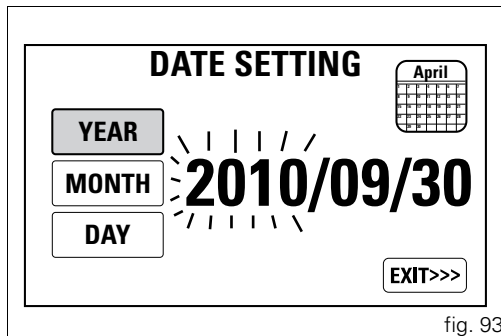 DATE SETTING
April
YEAR
MONTH
DAY
2010/09/30
EXIT>>>
fig. 93